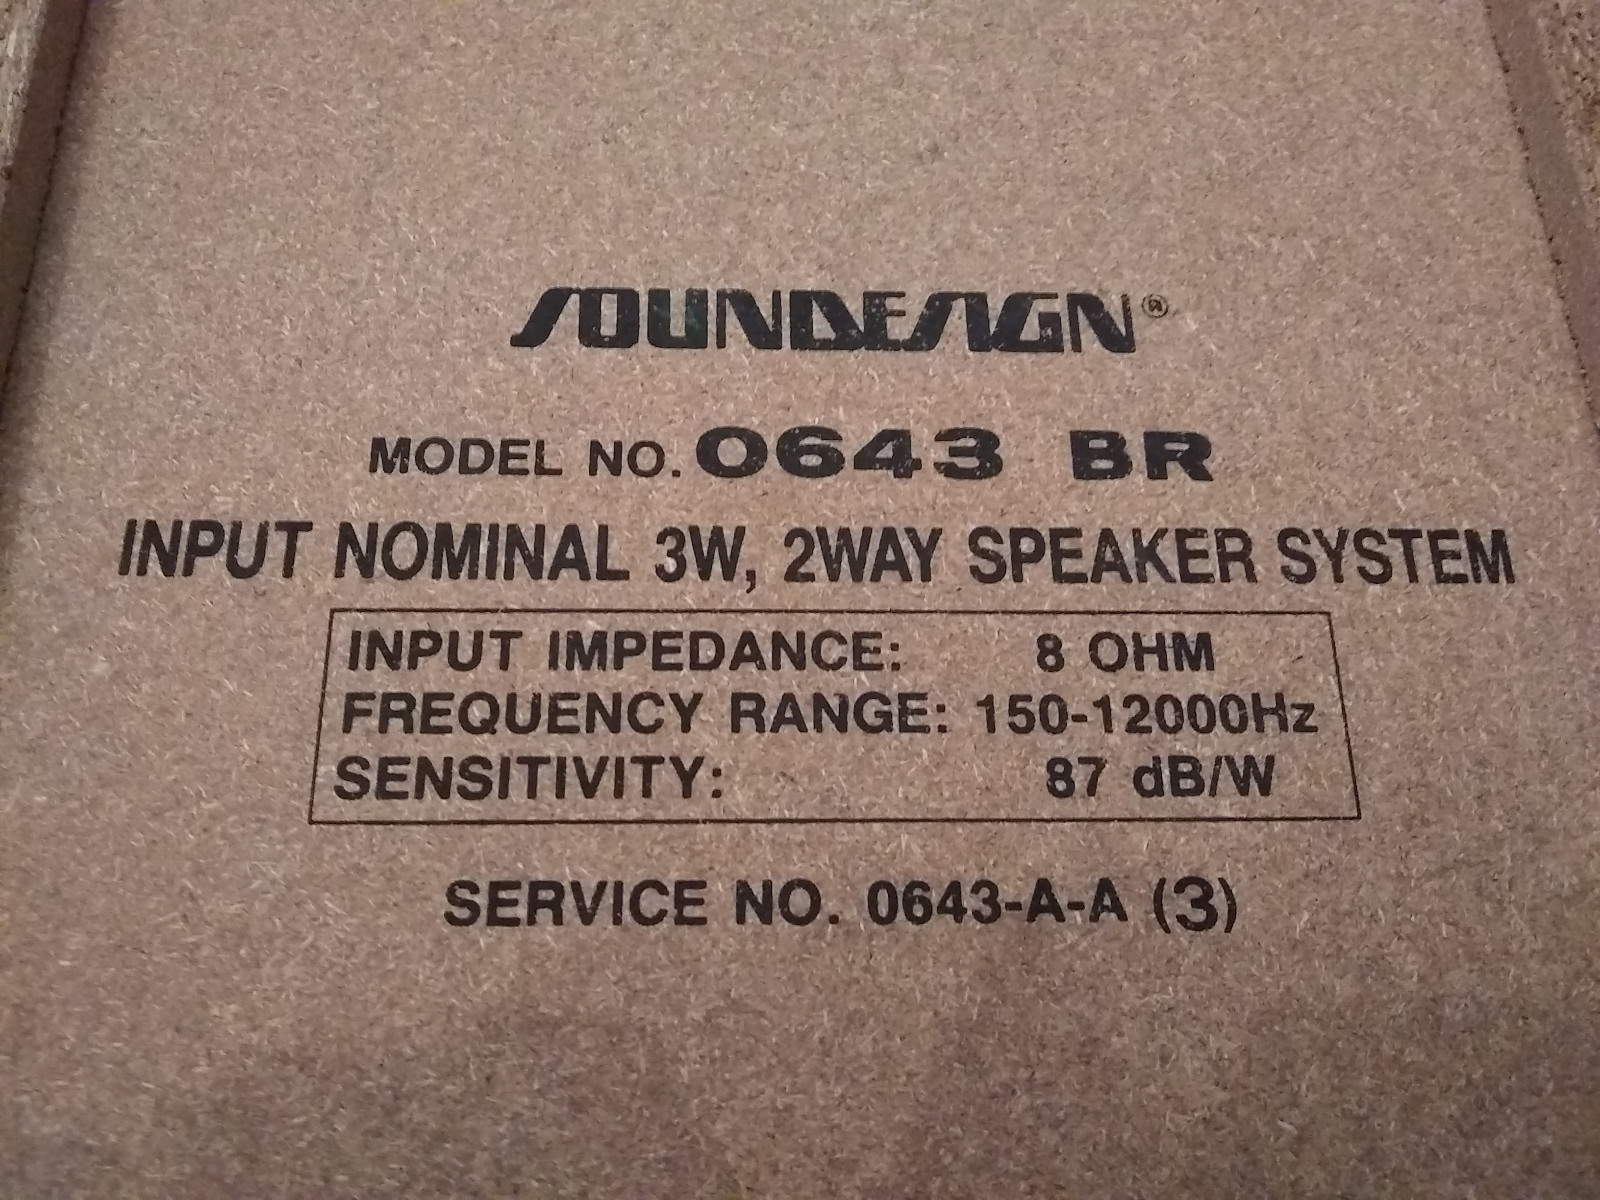 SOUNDESIGN®
MODEL NO. 0643 BR
INPUT NOMINAL 3W, 2WAY SPEAKER SYSTEM
INPUT IMPEDANCE: 8 OHM
FREQUENCY RANGE: 150-12000Hz
SENSITIVITY: 87 dB/W
SERVICE NO. 0643-A-A (3)